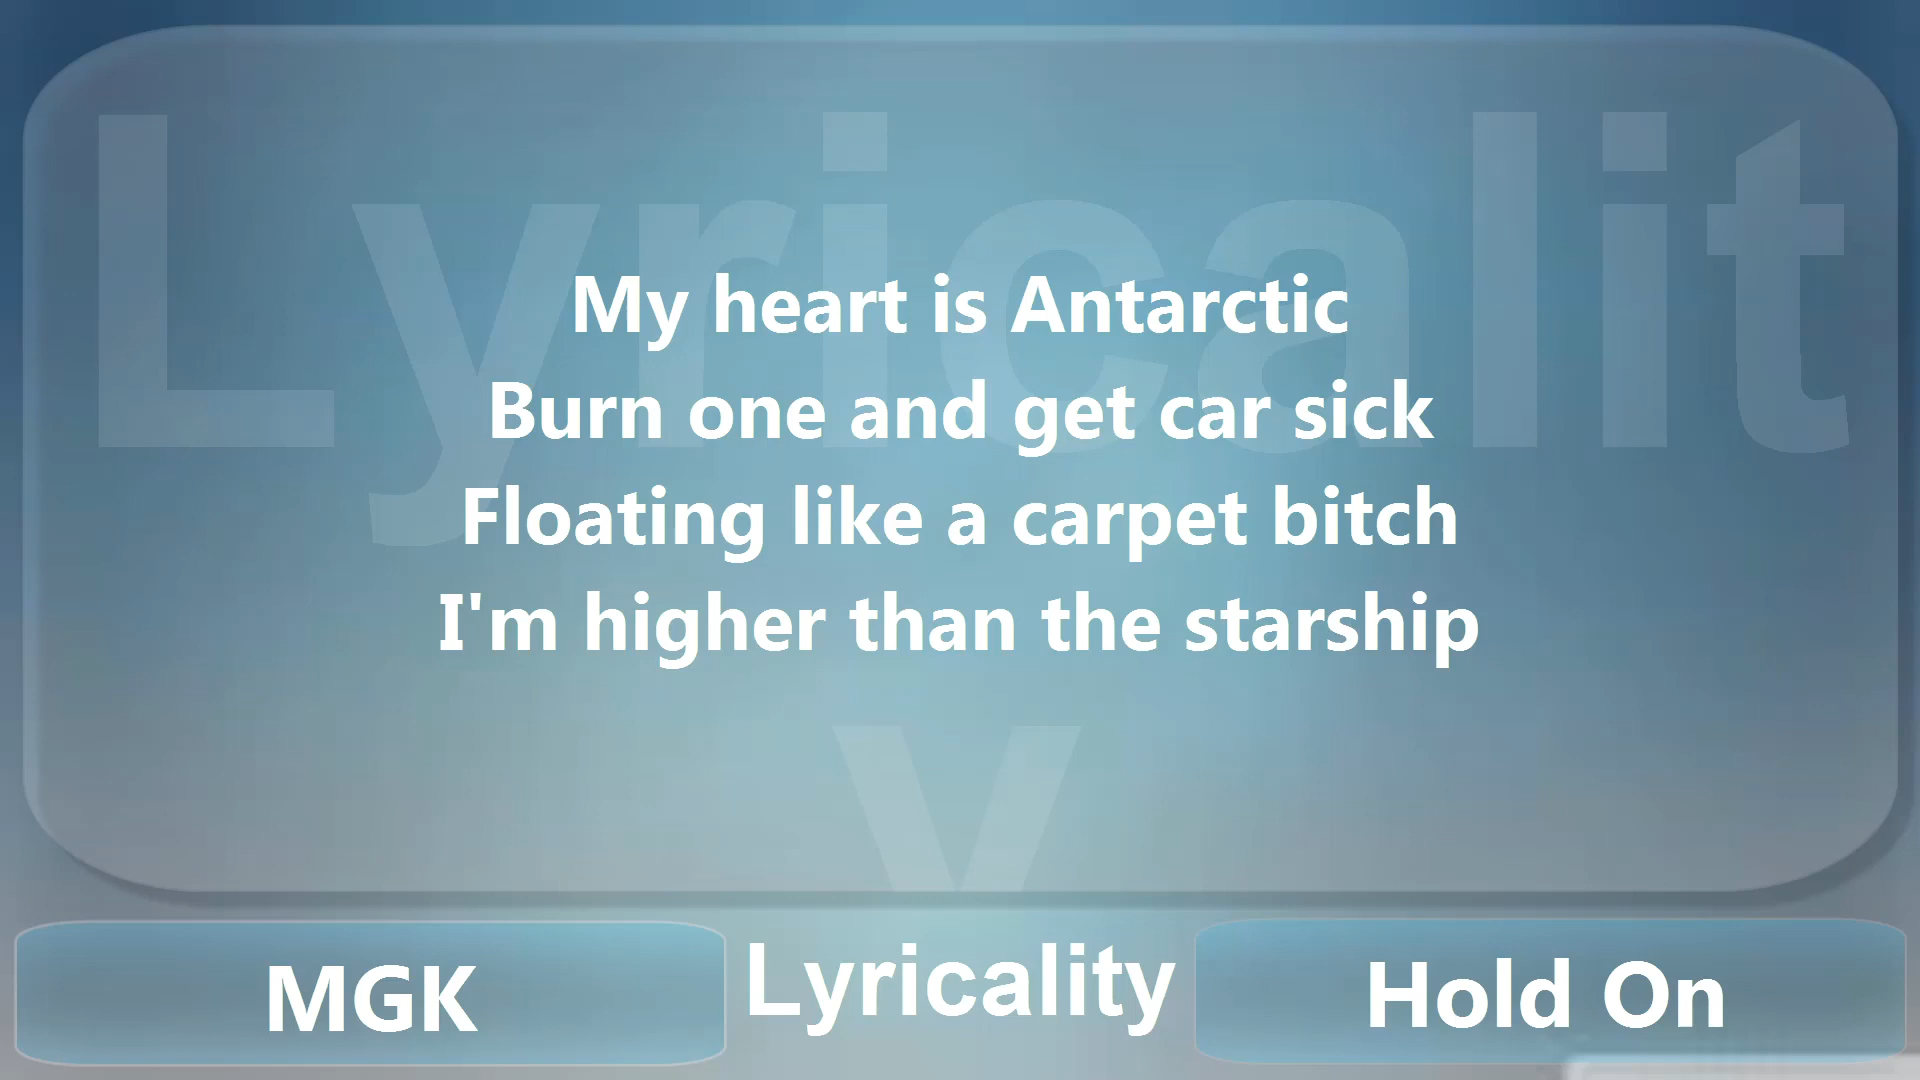 Lyricalit
y
My heart is Antarctic
Burn one and get car sick
Floating like a carpet bitch
I'm higher than the starship
MGK
Lyricality
Hold On